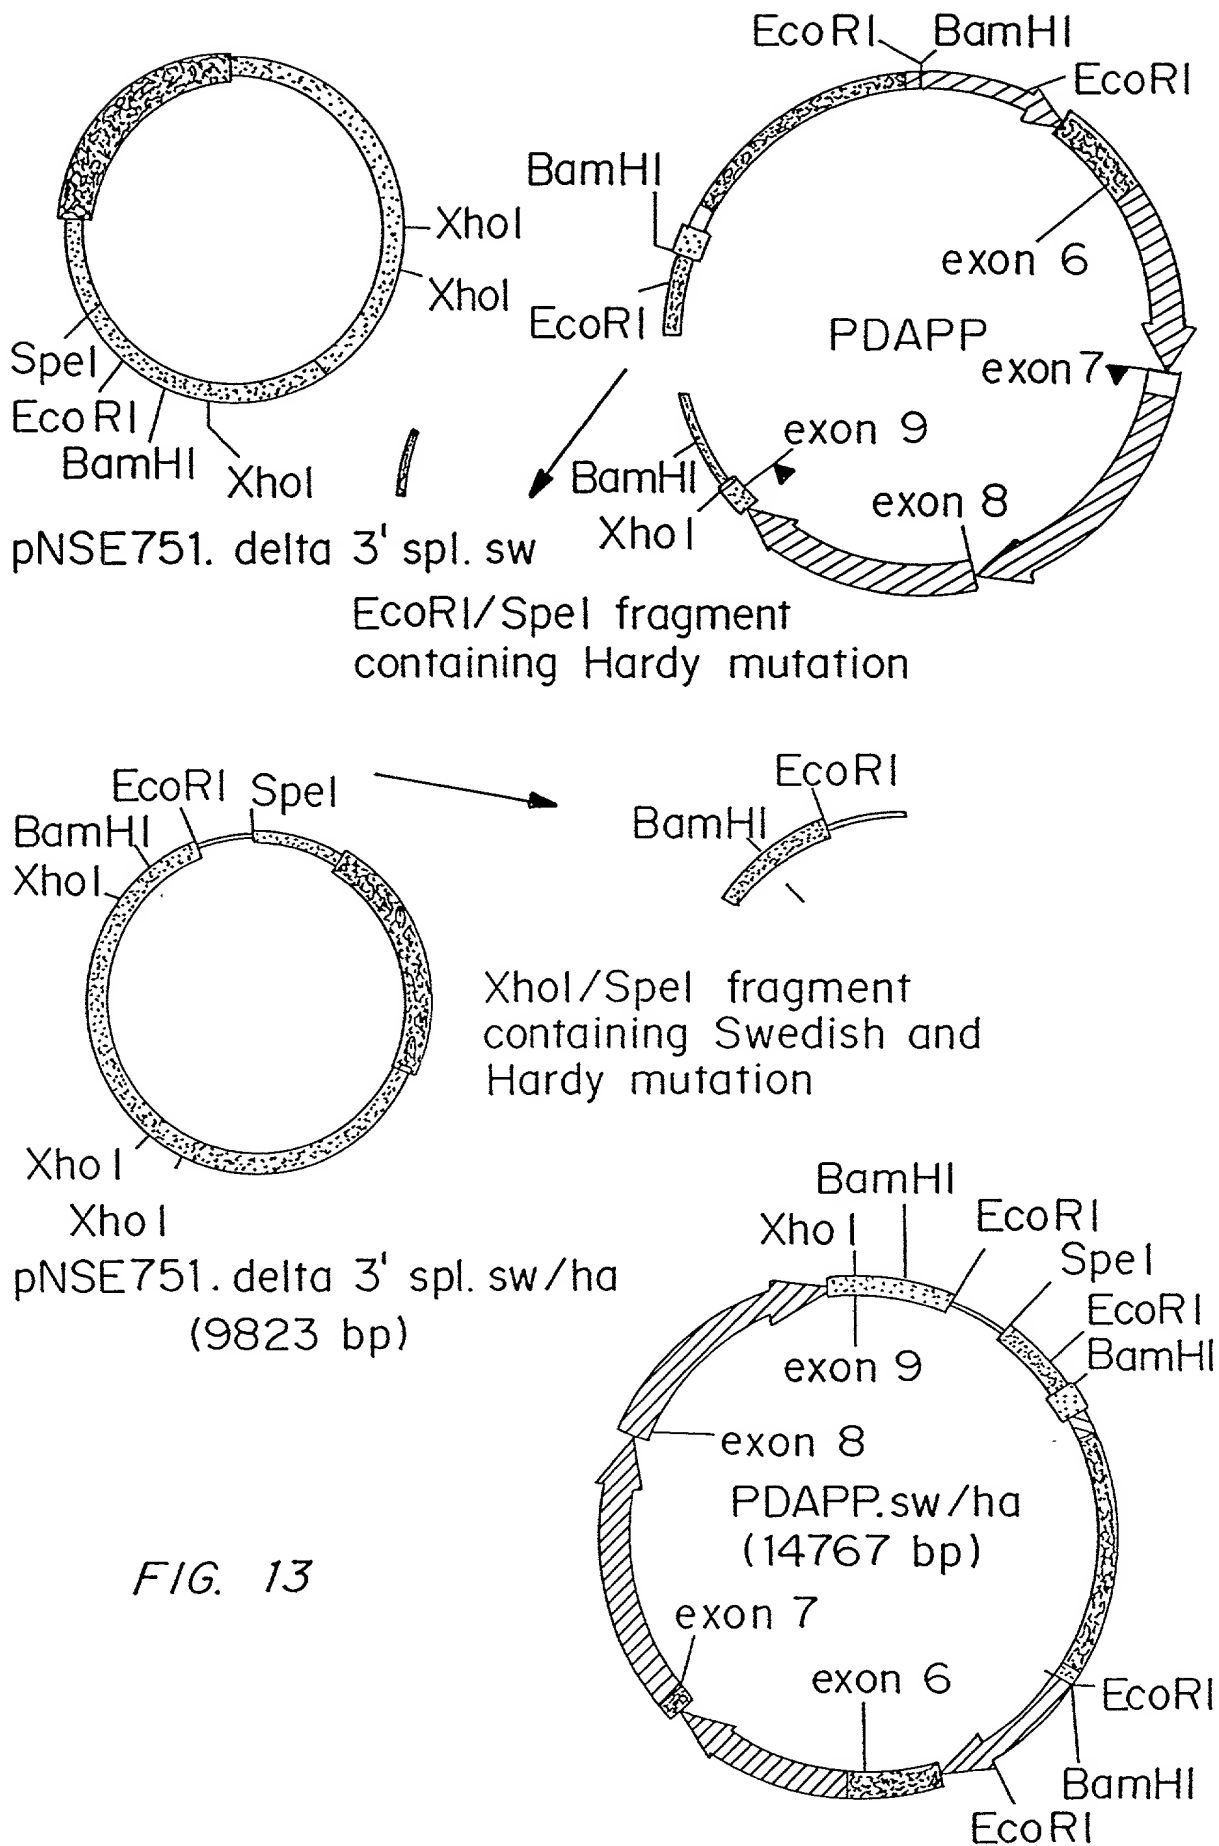 EcoRI
BamHI
EcoRI
BamHI
XhoI
exon 6
XhoI
EcoRI
PDAPP
SpeI
exon 7
EcoRI
exon 9
BamHI
BamHI
XhoI
exon 8
XhoI
pNSE751. delta 3' spl. sw
EcoRI/SpeI fragment
containing Hardy mutation
EcoRI
EcoRI
SpeI
BamHI
BamHI
XhoI
XhoI/SpeI fragment
containing Swedish and
Hardy mutation
XhoI
BamHI
XhoI
XhoI
EcoRI
SpeI
pNSE751. delta 3' spl. sw/ha
(9823 bp)
EcoRI
BamHI
exon 9
exon 8
PDAPP.sw/ha
(14767 bp)
FIG. 13
exon 7
exon 6
EcoRI
BamHI
EcoRI